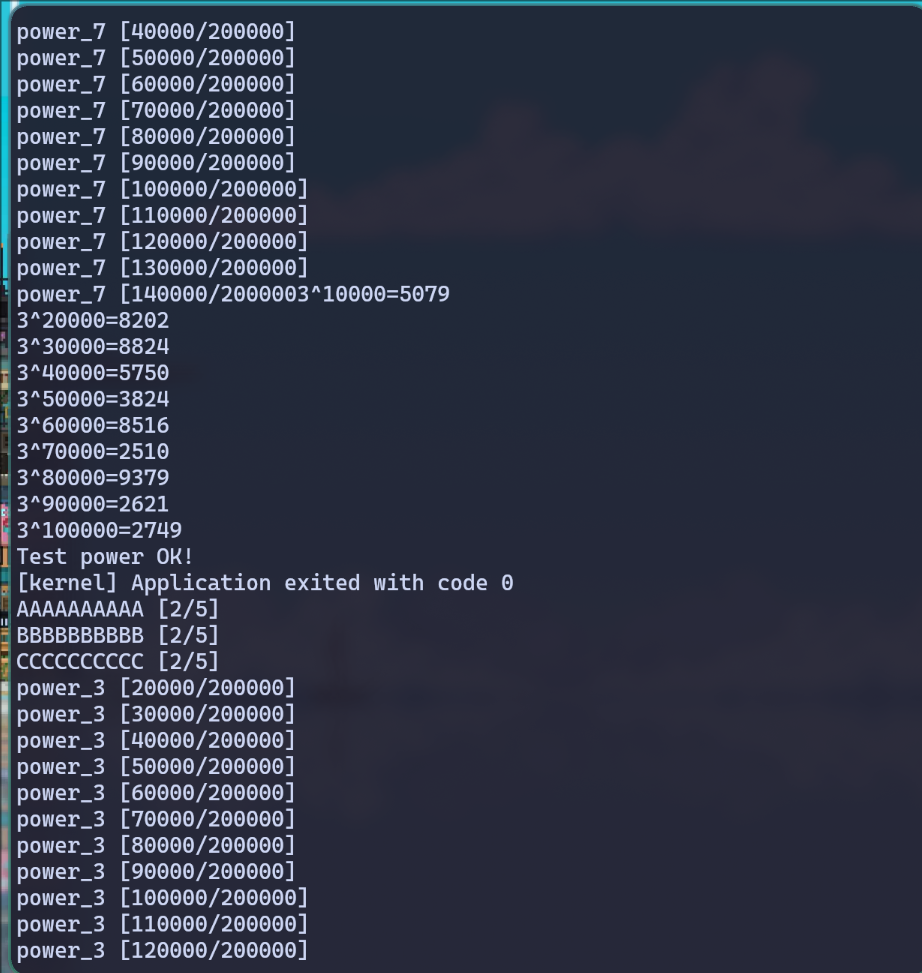 power_7 [40000/200000]
power_7 [50000/200000]
power_7 [60000/200000]
power_7 [70000/200000]
power_7 [80000/200000]
power_7 [90000/200000]
power_7 [100000/200000]
power_7 [110000/200000]
power_7 [120000/200000]
power_7 [130000/200000]
power_7 [140000/2000003^10000=5079
3^20000=8202
3^30000=8824
3^40000=5750
3^50000=3824
3^60000=8516
3^70000=2510
3^80000=9379
3^90000=2621
3^100000=2749
Test power OK!
[kernel] Application exited with code 0
AAAAAAAAAA [2/5]
BBBBBBBBBB [2/5]
CCCCCCCCCC [2/5]
power_3 [20000/200000]
power_3 [30000/200000]
power_3 [40000/200000]
power_3 [50000/200000]
power_3 [60000/200000]
power_3 [70000/200000]
power_3 [80000/200000]
power_3 [90000/200000]
power_3 [100000/200000]
power_3 [110000/200000]
power_3 [120000/200000]